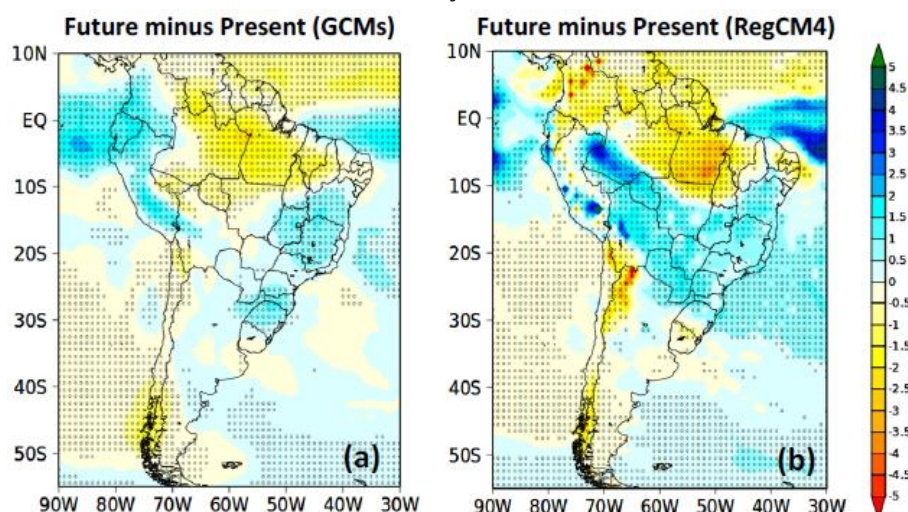 Future minus Present (GCMs)
10N
EQ
10S
20S
30S
40S
50S
90W 80W 70W 60W 50W 40W 30W
(a)
Future minus Present (RegCM4)
10N
EQ
10S
20S
30S
40S
50S
90W 80W 70W 60W 50W 40W 30W
(b)
5
4.5
4
3.5
3
2.5
2
1.5
1
0.5
0
-0.5
-1
-1.5
-2
-2.5
-3
-3.5
-4
-4.5
-5